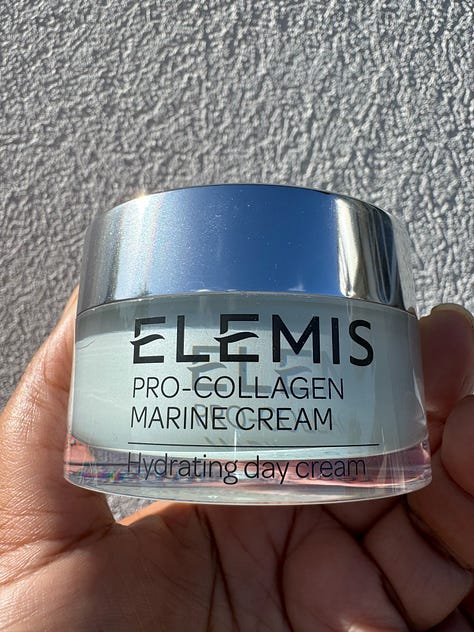 ELEMIS
PRO-COLLAGEN
MARINE CREAM
Hydrating day cream